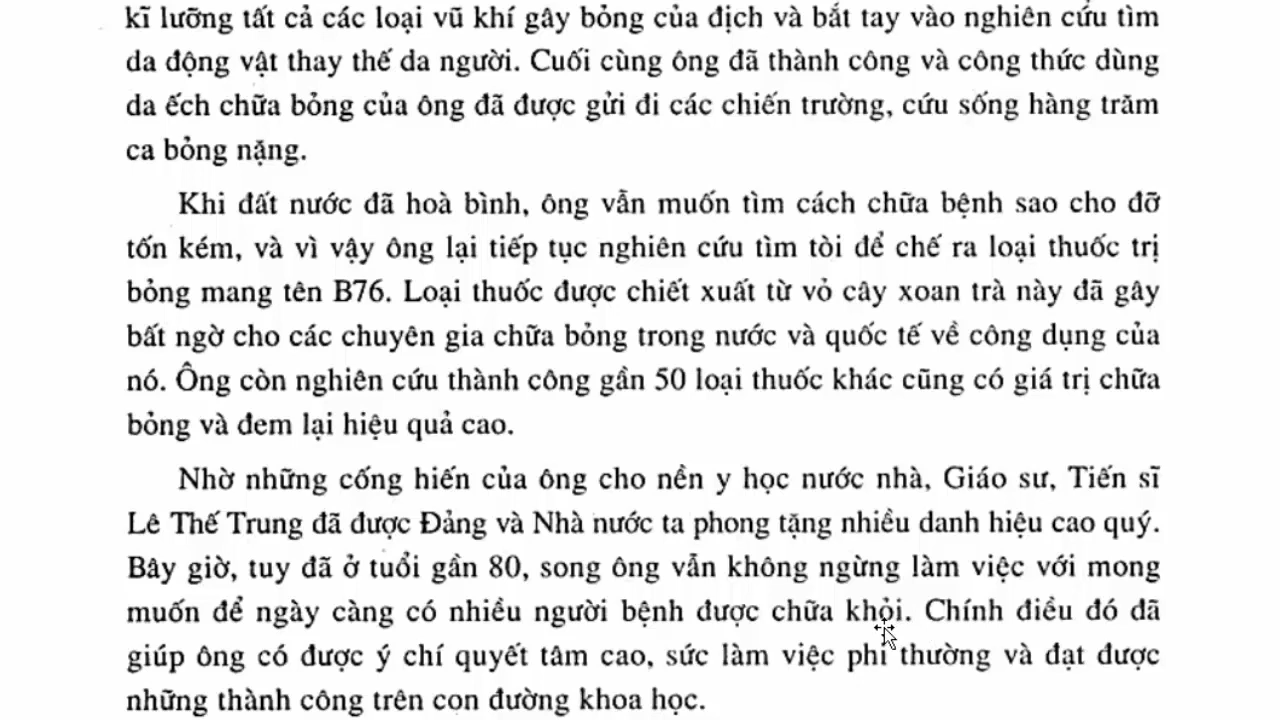 kĩ lưỡng tất cả các loại vũ khí gây bỏng của địch và bắt tay vào nghiên cứu tìm
da động vật thay thế da người. Cuối cùng ông đã thành công và công thức dùng
da ếch chữa bỏng của ông đã được gửi đi các chiến trường, cứu sống hàng trăm
ca bỏng nặng.
Khi đất nước đã hoà bình, ông vẫn muốn tìm cách chữa bệnh sao cho đỡ
tốn kém, và vì vậy ông lại tiếp tục nghiên cứu tìm tòi để chế ra loại thuốc trị
bỏng mang tên B76. Loại thuốc được chiết xuất từ vỏ cây xoan trà này đã gây
bất ngờ cho các chuyên gia chữa bỏng trong nước và quốc tế về công dụng của
nó. Ông còn nghiên cứu thành công gần 50 loại thuốc khác cũng có giá trị chữa
bỏng và đem lại hiệu quả cao.
Nhờ những cống hiến của ông cho nền y học nước nhà, Giáo sư, Tiến sĩ
Lê Thế Trung đã được Đảng và Nhà nước ta phong tặng nhiều danh hiệu cao quý.
Bây giờ, tuy đã ở tuổi gần 80, song ông vẫn không ngừng làm việc với mong
muốn để ngày càng có nhiều người bệnh được chữa khỏi. Chính điều đó đã
giúp ông có được ý chí quyết tâm cao, sức làm việc phi thường và đạt được
những thành công trên con đường khoa học.